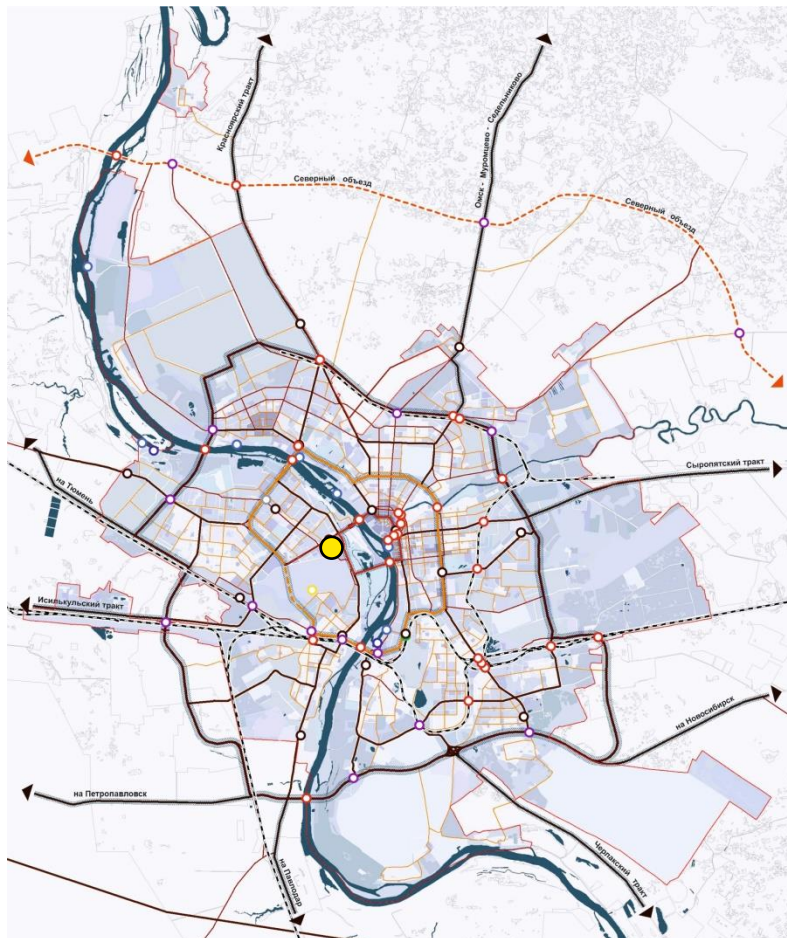 Красноярский тракт
Омск - Муромцево - Седельниково
Северный объезд
Северный объезд
Сыропятский тракт
на Тюмень
Исилькульский тракт
на Новосибирск
на Петропавловск
на Павлодар
Черлакский тракт